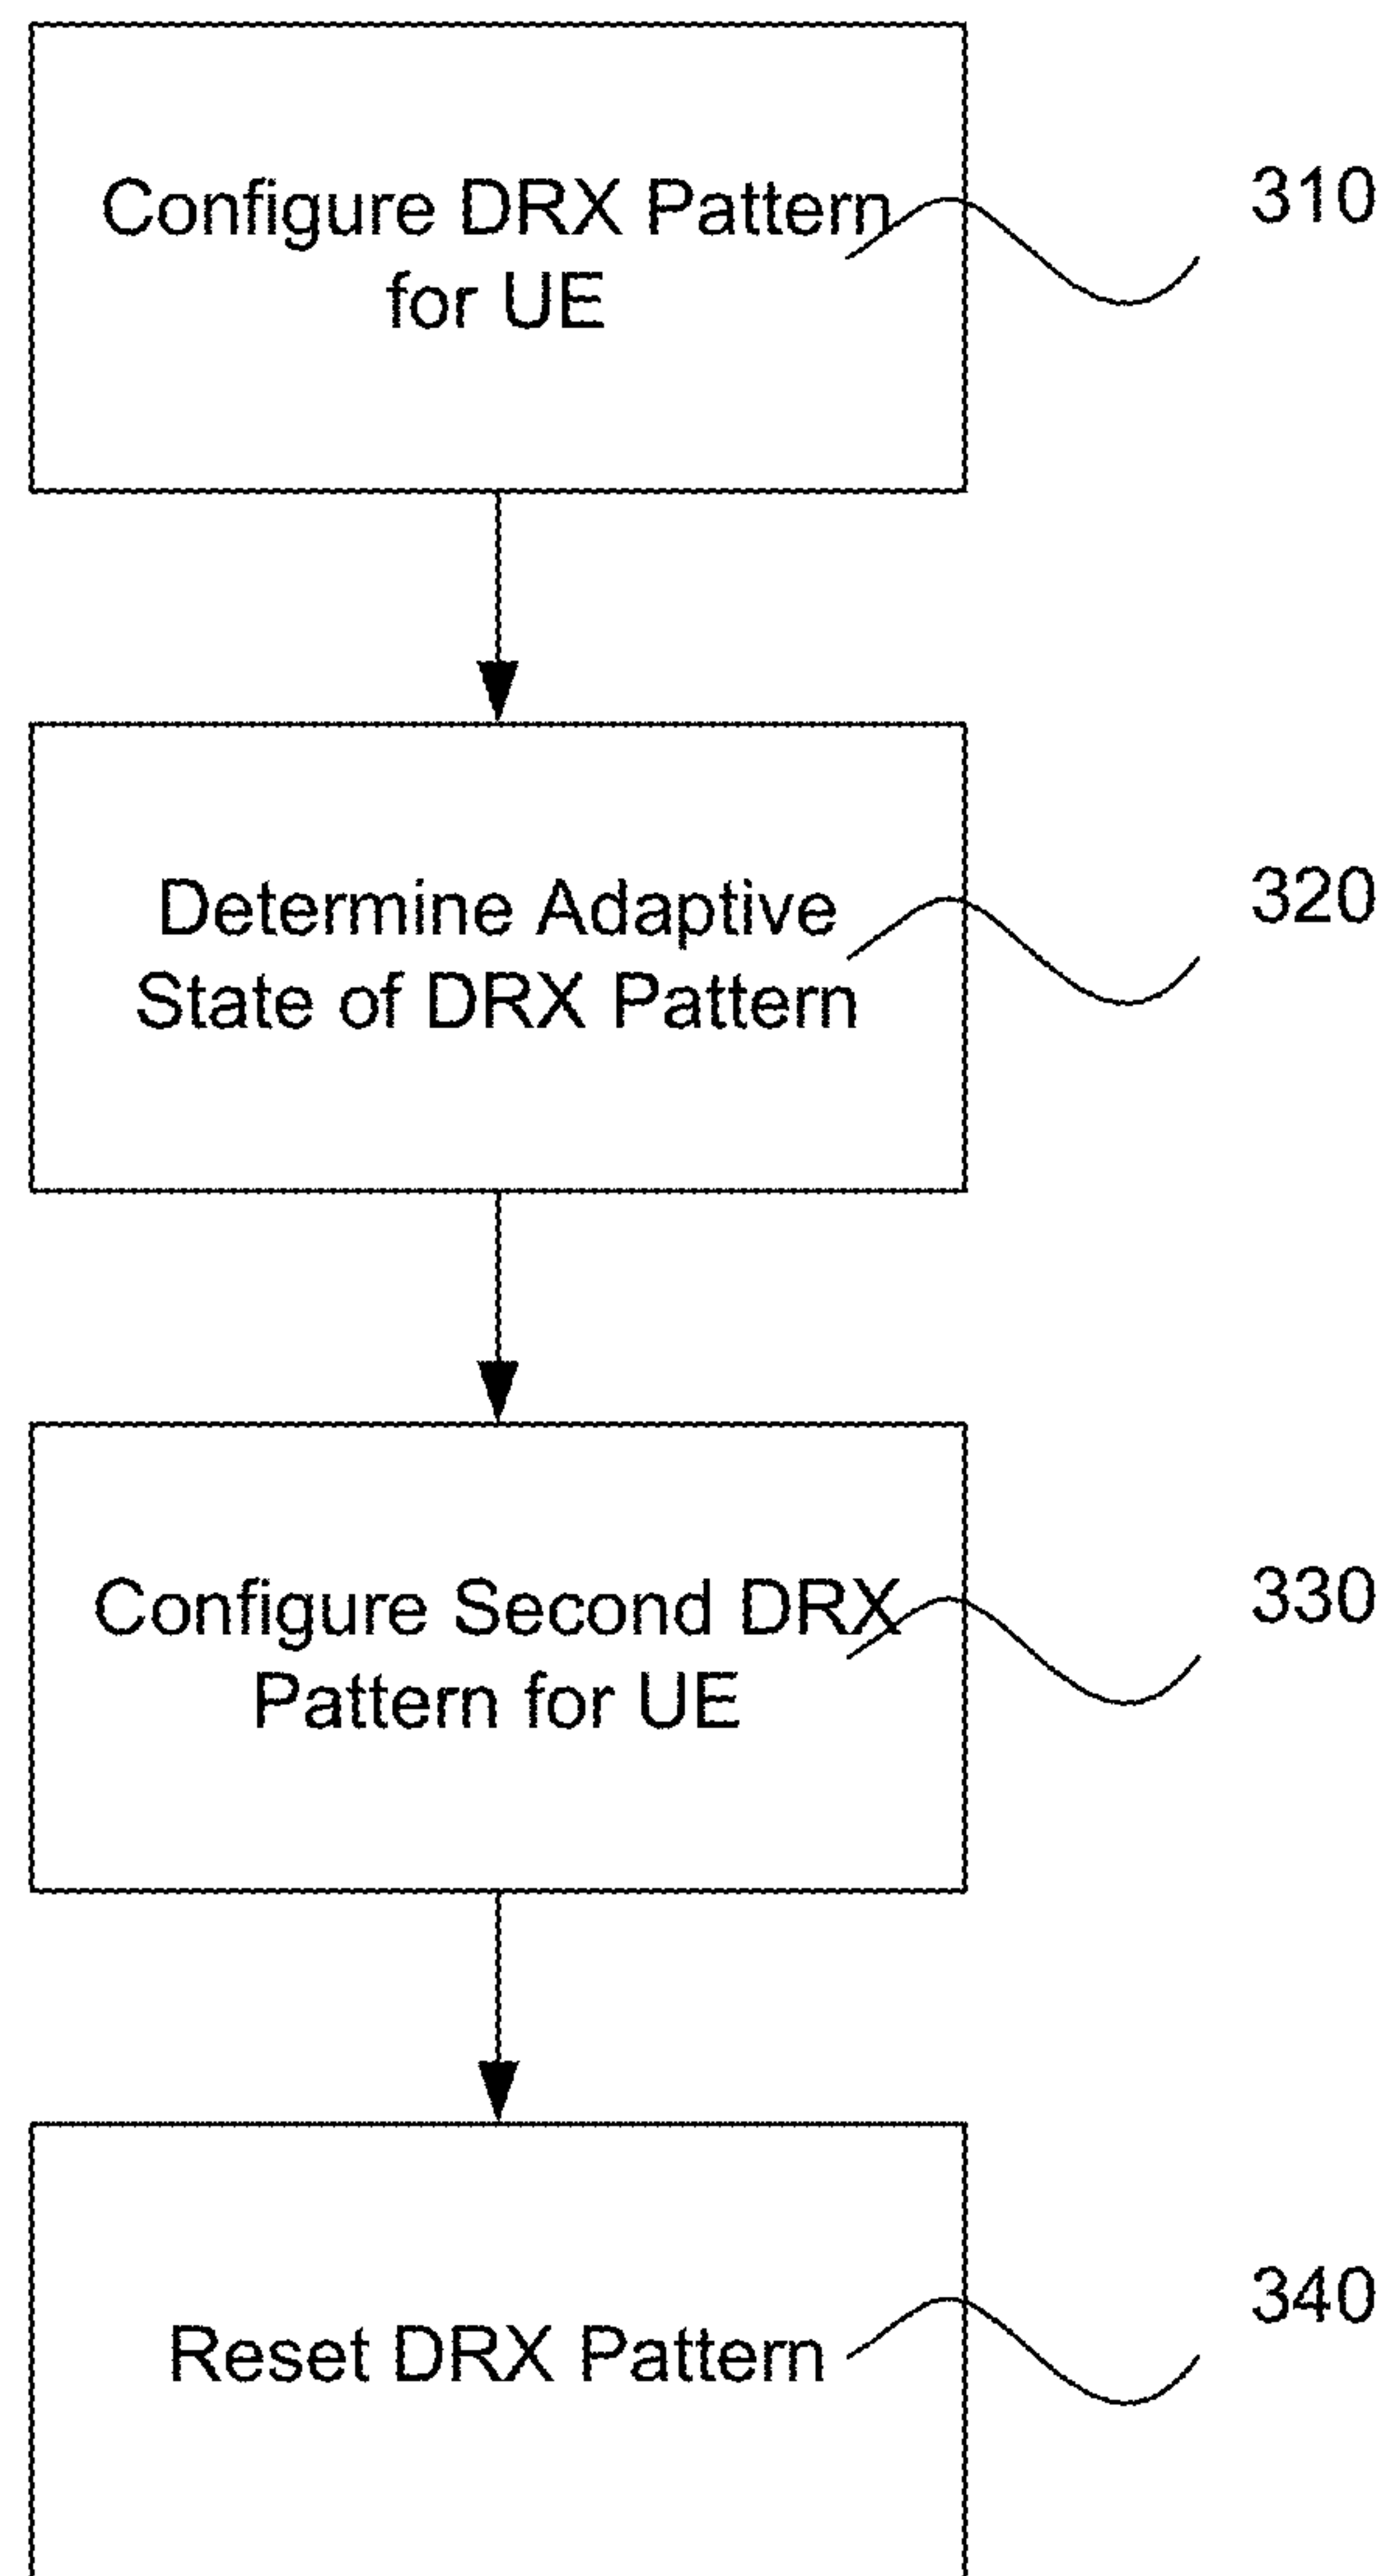 Configure DRX Pattern
for UE
310
Determine Adaptive
State of DRX Pattern
320
Configure Second DRX
Pattern for UE
330
Reset DRX Pattern
340